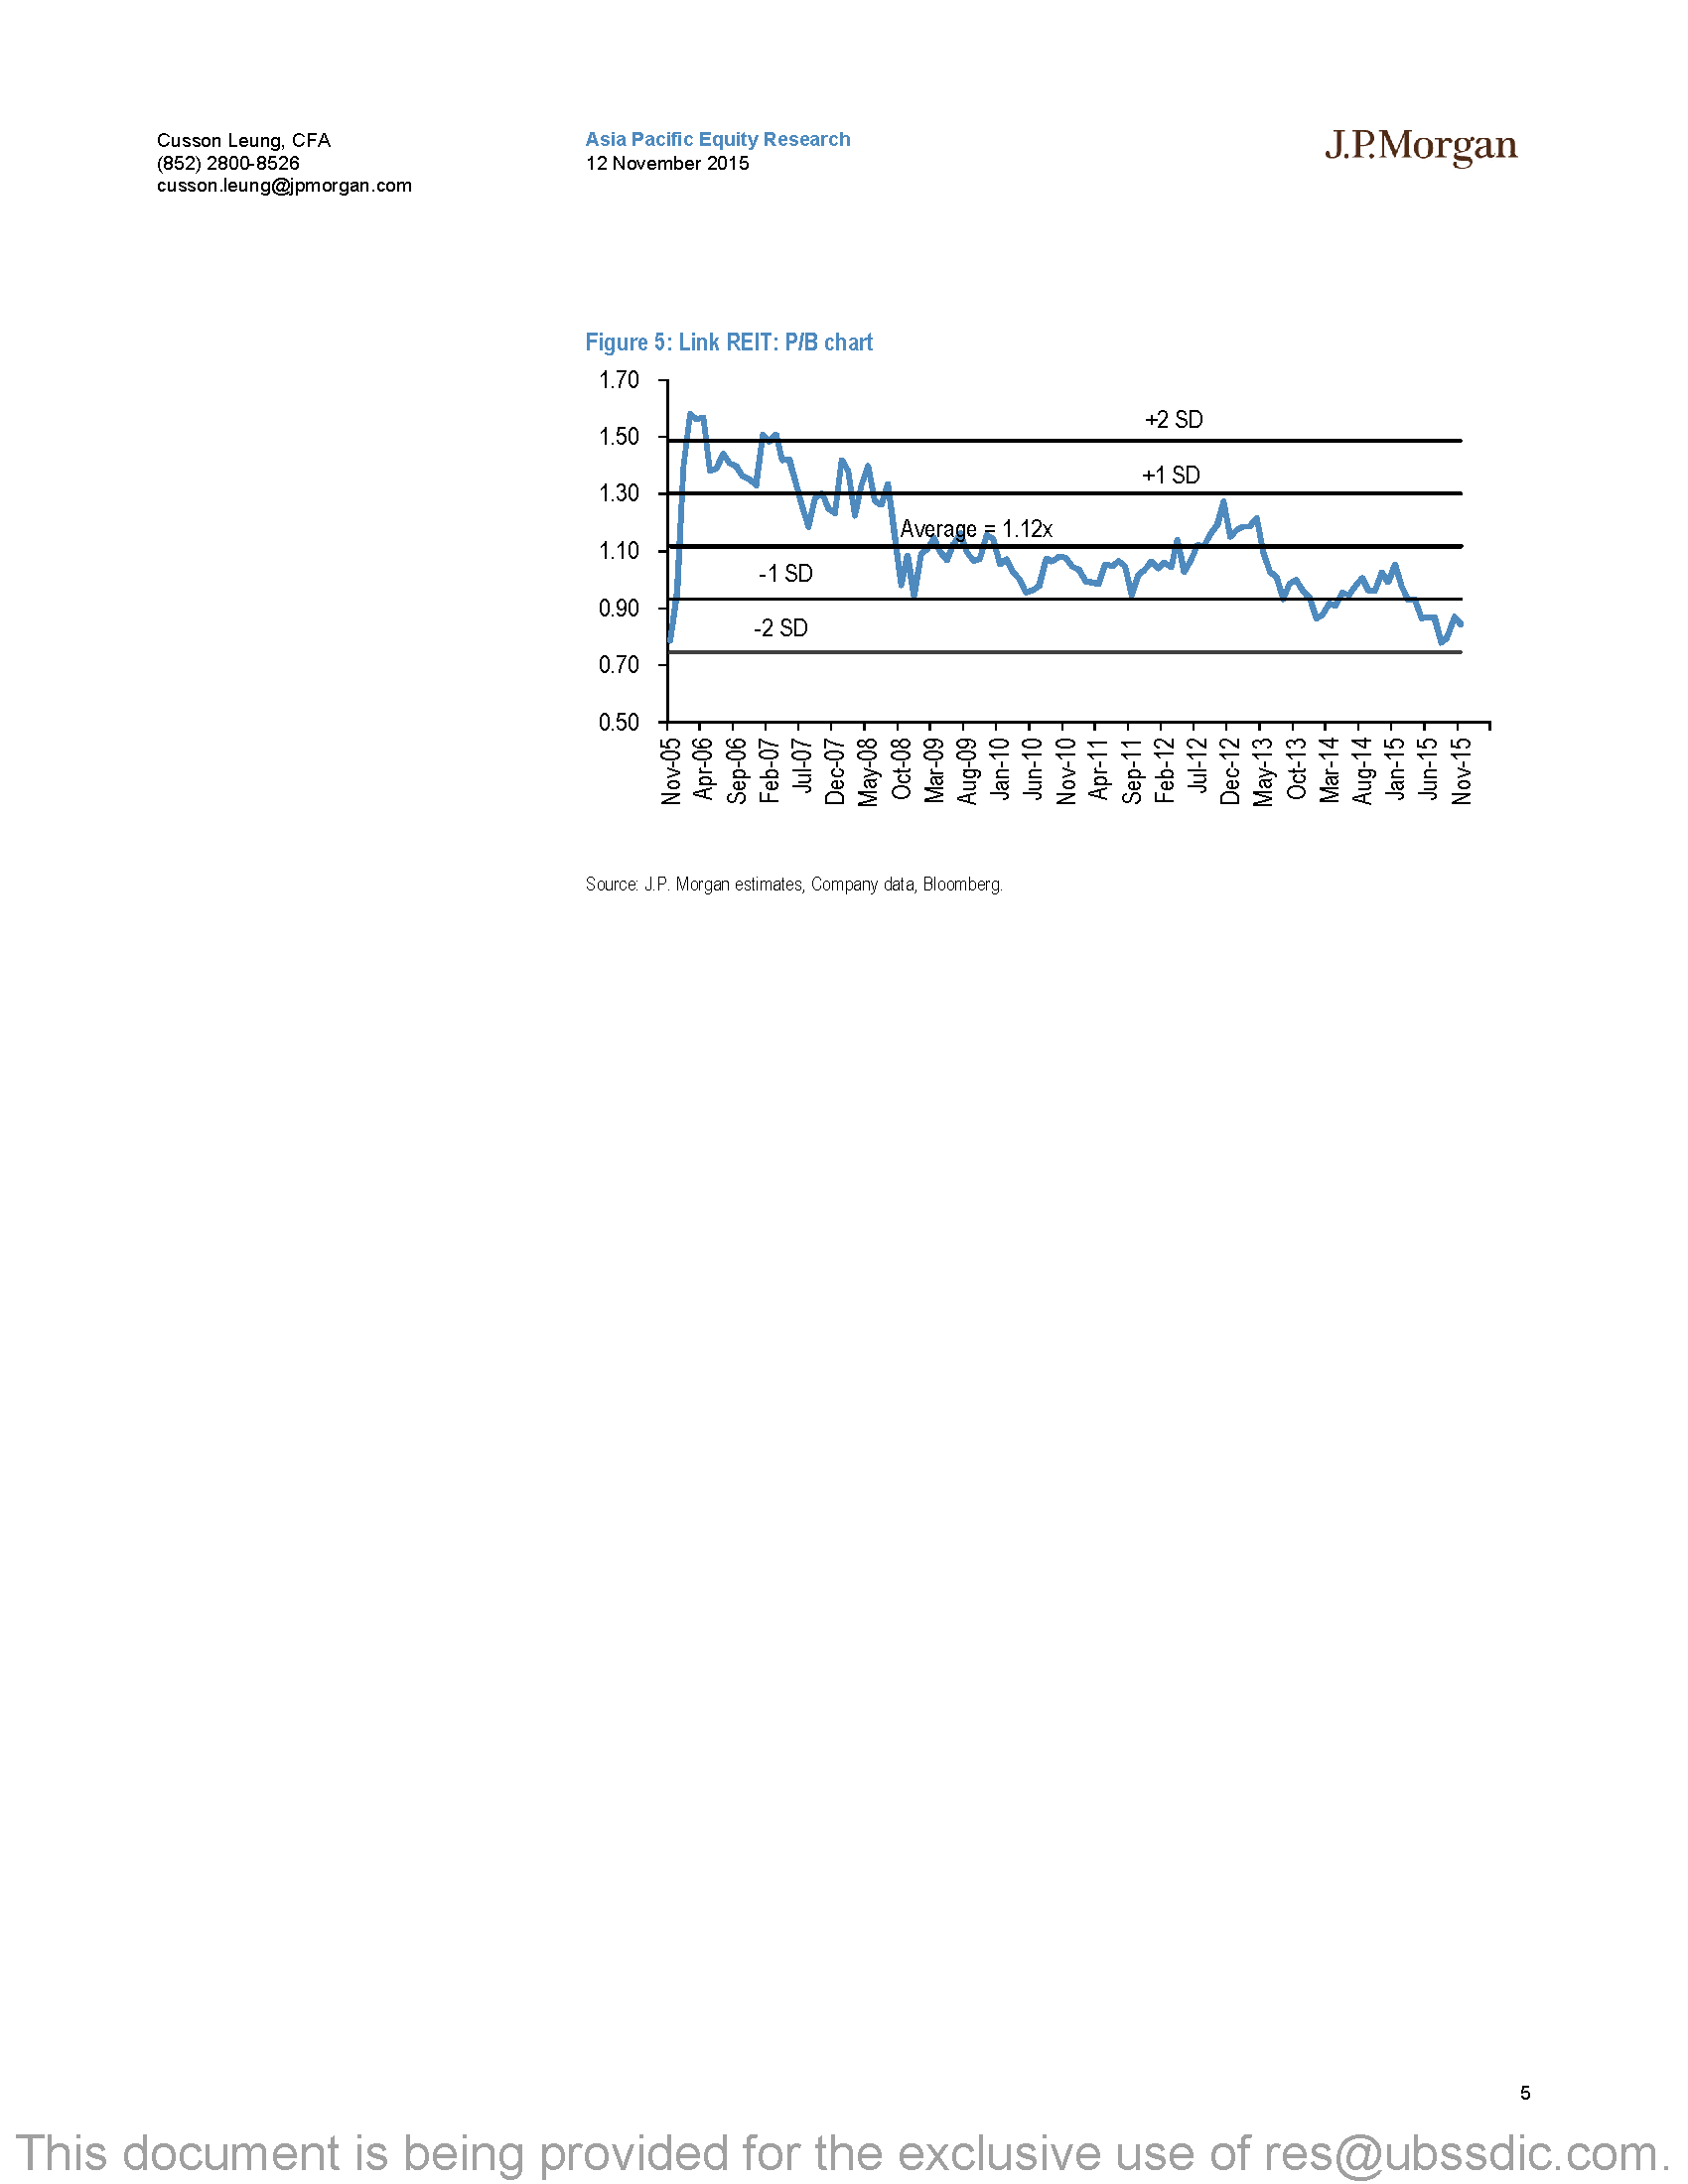 Cusson Leung, CFA
(852) 2800-8526
cusson.leung@jpmorgan.com
Asia Pacific Equity Research
12 November 2015
J.P.Morgan
Figure 5: Link REIT: P/B chart
1.70
1.50
1.30
1.10
0.90
0.70
0.50
+2 SD
+1 SD
Average = 1.12x
-1 SD
-2 SD
Nov-05
Apr-06
Sep-06
Feb-07
Jul-07
Dec-07
May-08
Oct-08
Mar-09
Aug-09
Jan-10
Jun-10
Nov-10
Apr-11
Sep-11
Feb-12
Jul-12
Dec-12
May-13
Oct-13
Mar-14
Aug-14
Jan-15
Jun-15
Nov-15
Source: J.P. Morgan estimates, Company data, Bloomberg.
5
This document is being provided for the exclusive use of res@ubssdic.com.